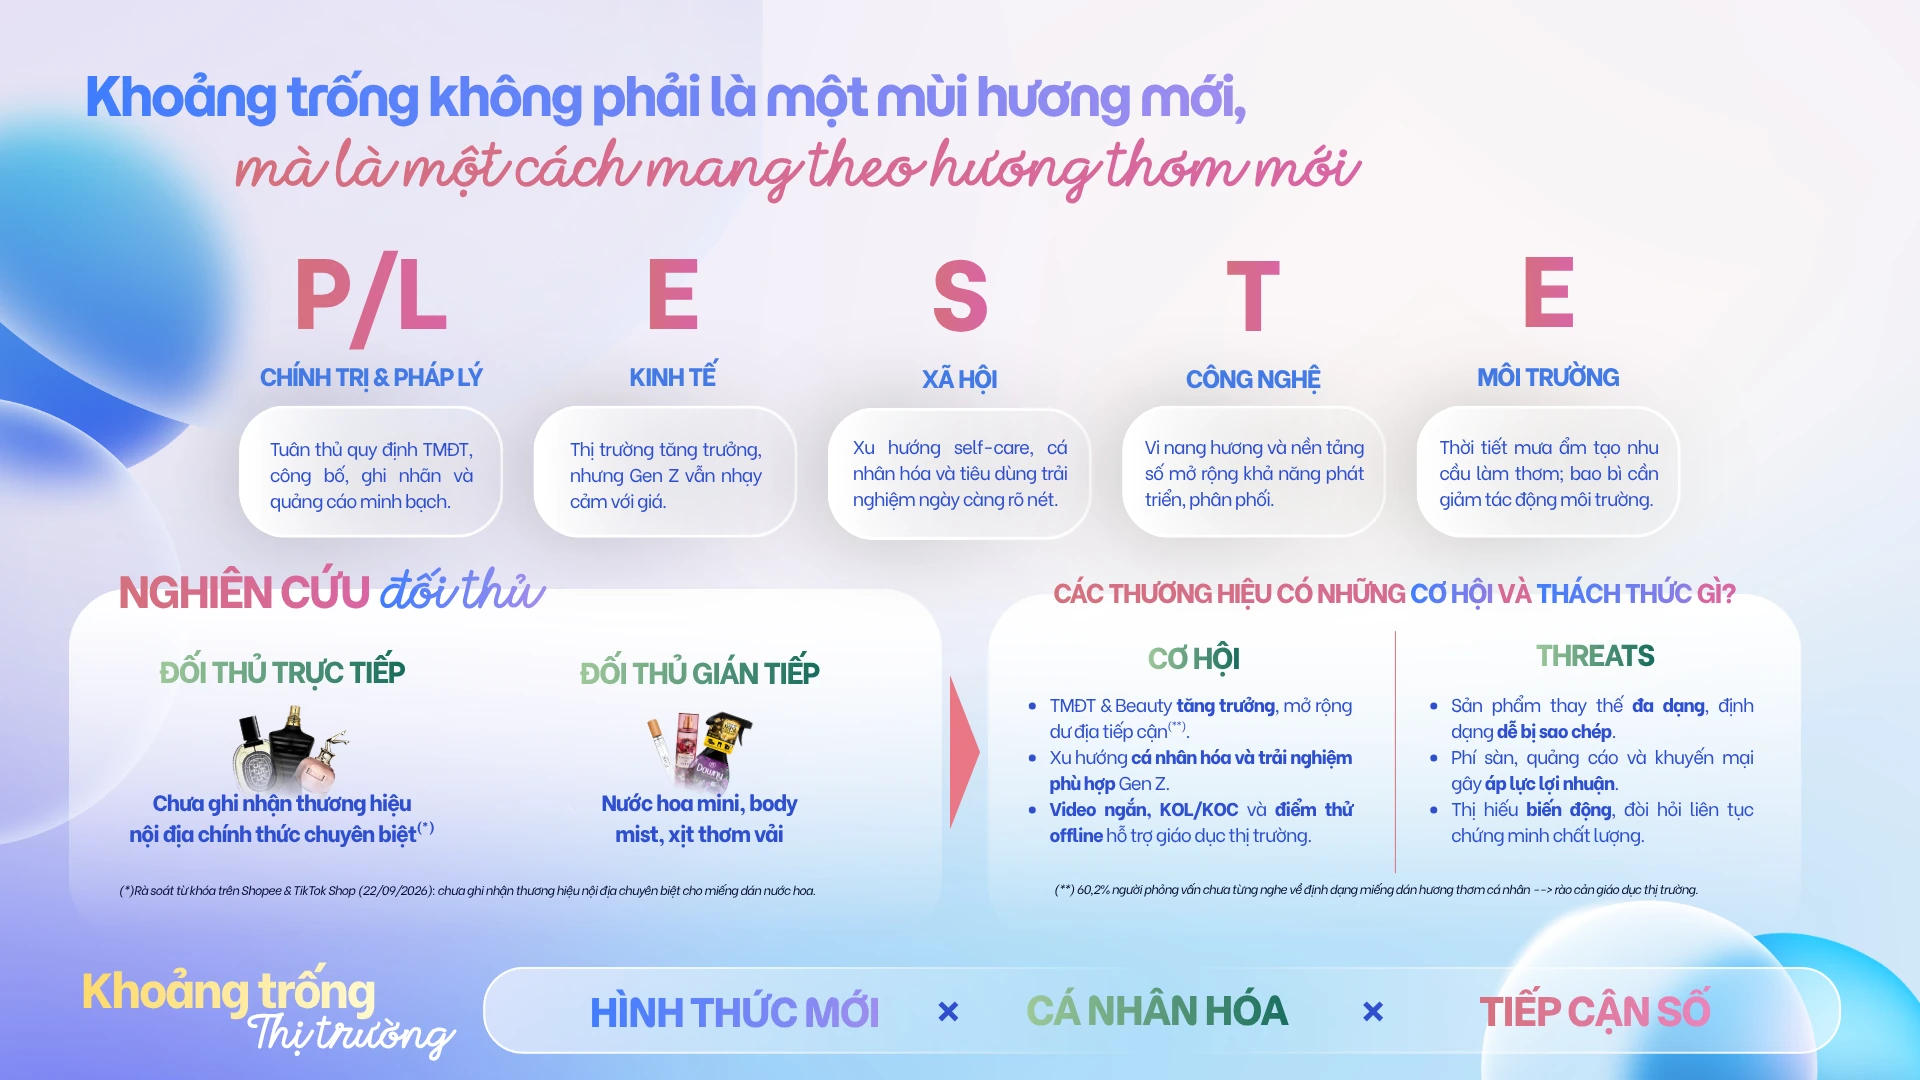 Khoảng trống không phải là một mùi hương mới,
mà là một cách mang theo hương thơm mới
P/L
CHÍNH TRỊ & PHÁP LÝ
Tuân thủ quy định TMĐT,
công bố, ghi nhãn và
quảng cáo minh bạch.
E
KINH TẾ
Thị trường tăng trưởng,
nhưng Gen Z vẫn nhạy
cảm với giá.
S
XÃ HỘI
Xu hướng self-care, cá
nhân hóa và tiêu dùng trải
nghiệm ngày càng rõ nét.
T
CÔNG NGHỆ
Vi nang hương và nền tảng
số mở rộng khả năng phát
triển, phân phối.
E
MÔI TRƯỜNG
Thời tiết mưa ẩm tạo nhu
cầu làm thơm; bao bì cần
giảm tác động môi trường.
NGHIÊN CỨU đối thủ
ĐỐI THỦ TRỰC TIẾP
Chưa ghi nhận thương hiệu
nội địa chính thức chuyên biệt(*)
ĐỐI THỦ GIÁN TIẾP
Downy
Nước hoa mini, body
mist, xịt thơm vải
(*)Rà soát từ khóa trên Shopee & TikTok Shop (22/09/2026): chưa ghi nhận thương hiệu nội địa chuyên biệt cho miếng dán nước hoa.
CÁC THƯƠNG HIỆU CÓ NHỮNG CƠ HỘI VÀ THÁCH THỨC GÌ?
CƠ HỘI
TMĐT & Beauty tăng trưởng, mở rộng
dư địa tiếp cận(**).
Xu hướng cá nhân hóa và trải nghiệm
phù hợp Gen Z.
Video ngắn, KOL/KOC và điểm thử
offline hỗ trợ giáo dục thị trường.
THREATS
Sản phẩm thay thế đa dạng, định
dạng dễ bị sao chép.
Phí sàn, quảng cáo và khuyến mại
gây áp lực lợi nhuận.
Thị hiếu biến động, đòi hỏi liên tục
chứng minh chất lượng.
(**) 60,2% người phỏng vấn chưa từng nghe về định dạng miếng dán hương thơm cá nhân --> rào cản giáo dục thị trường.
Khoảng trống
Thị trường
HÌNH THỨC MỚI × CÁ NHÂN HÓA × TIẾP CẬN SỐ